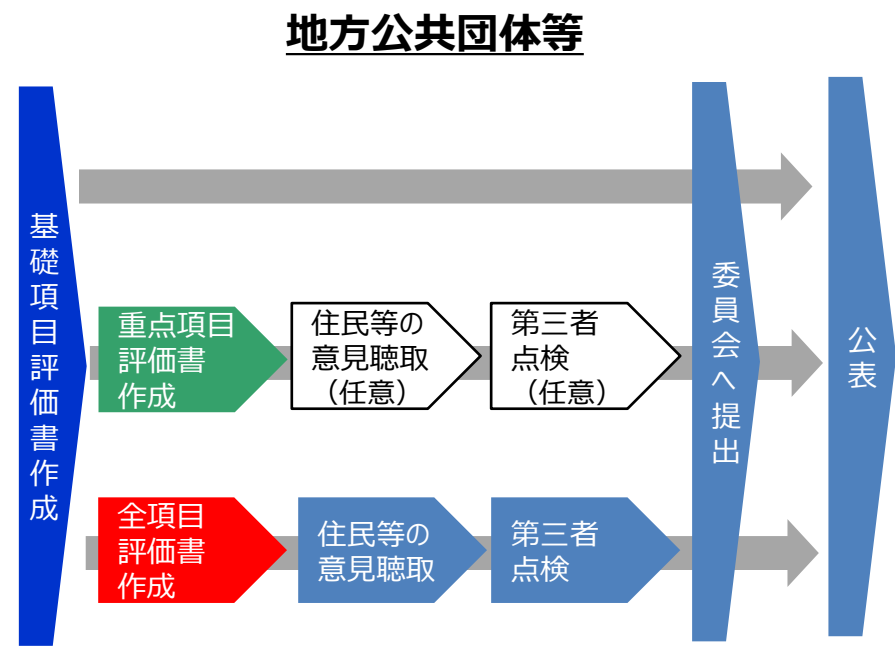 地方公共団体等
基礎項目評価書作成
重点項目
評価書
作成
住民等の
意見聴取
（任意）
第三者
点検
（任意）
全項目
評価書
作成
住民等の
意見聴取
第三者
点検
委員会へ提出
公表